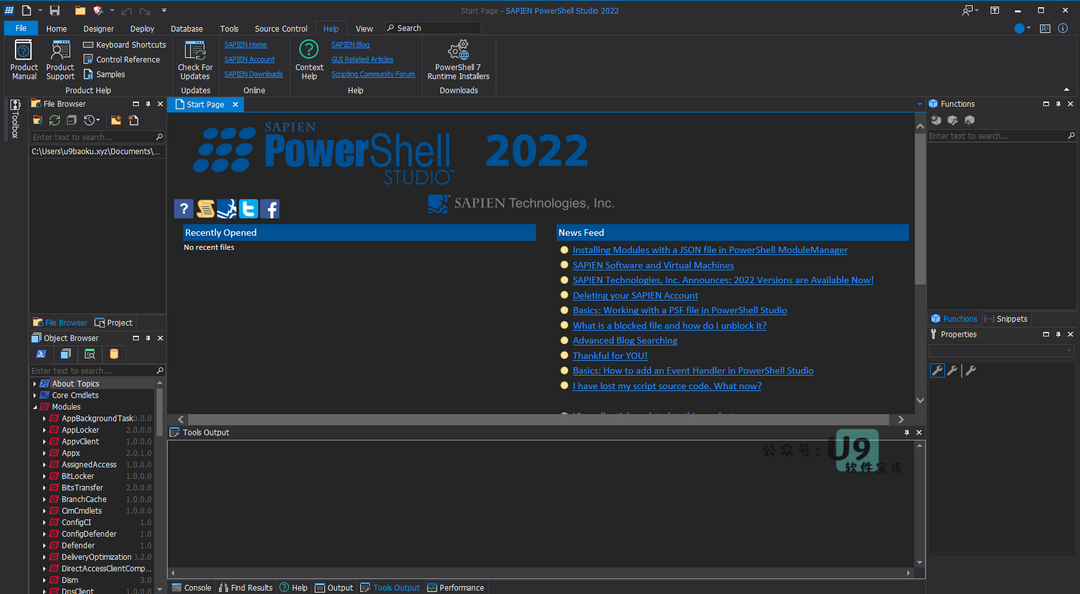 Start Page - SAPIEN PowerShell Studio 2022
File
Home
Designer
Deploy
Database
Tools
Source Control
Help
View
Search
Product Manual
Product Support
Keyboard Shortcuts
Control Reference
Samples
Product Help
Check For Updates
Updates
SAPIEN Home
SAPIEN Account
SAPIEN Downloads
Online
Context Help
SAPIEN Blog
GUI Related Articles
Scripting Community Forum
Help
PowerShell 7 Runtime Installers
Downloads
Toolbox
File Browser
Enter text to search...
C:\Users\u9baoku.xyz\Documents\...
File Browser
Project
Object Browser
Enter text to search...
About Topics
Core Cmdlets
Modules
AppBackgroundTask 0.0.0
AppLocker 2.0.0.0
AppvClient 1.0.0.0
Appx 2.0.1.0
AssignedAccess 1.0.0.0
BitLocker 1.0.0.0
BitsTransfer 2.0.0.0
BranchCache 1.0.0.0
CimCmdlets 1.0.0.0
ConfigCI 1.0
ConfigDefender 1.0
Defender 1.0
DeliveryOptimization 0.2.0
DirectAccessClientComp...
Dism 3.0
DnsClient 1.0.0.0
Start Page
SAPIEN
PowerShell
STUDIO™
2022
SAPIEN Technologies, Inc.
Recently Opened
No recent files
News Feed
Installing Modules with a JSON file in PowerShell ModuleManager
SAPIEN Software and Virtual Machines
SAPIEN Technologies, Inc. Announces: 2022 Versions are Available Now!
Deleting your SAPIEN Account
Basics: Working with a PSF file in PowerShell Studio
What is a blocked file and how do I unblock it?
Advanced Blog Searching
Thankful for YOU!
Basics: How to add an Event Handler in PowerShell Studio
I have lost my script source code. What now?
Tools Output
公众号:
U9
软件宝库
Console
Find Results
Help
Output
Tools Output
Performance
Functions
Enter text to search...
Functions
Snippets
Properties